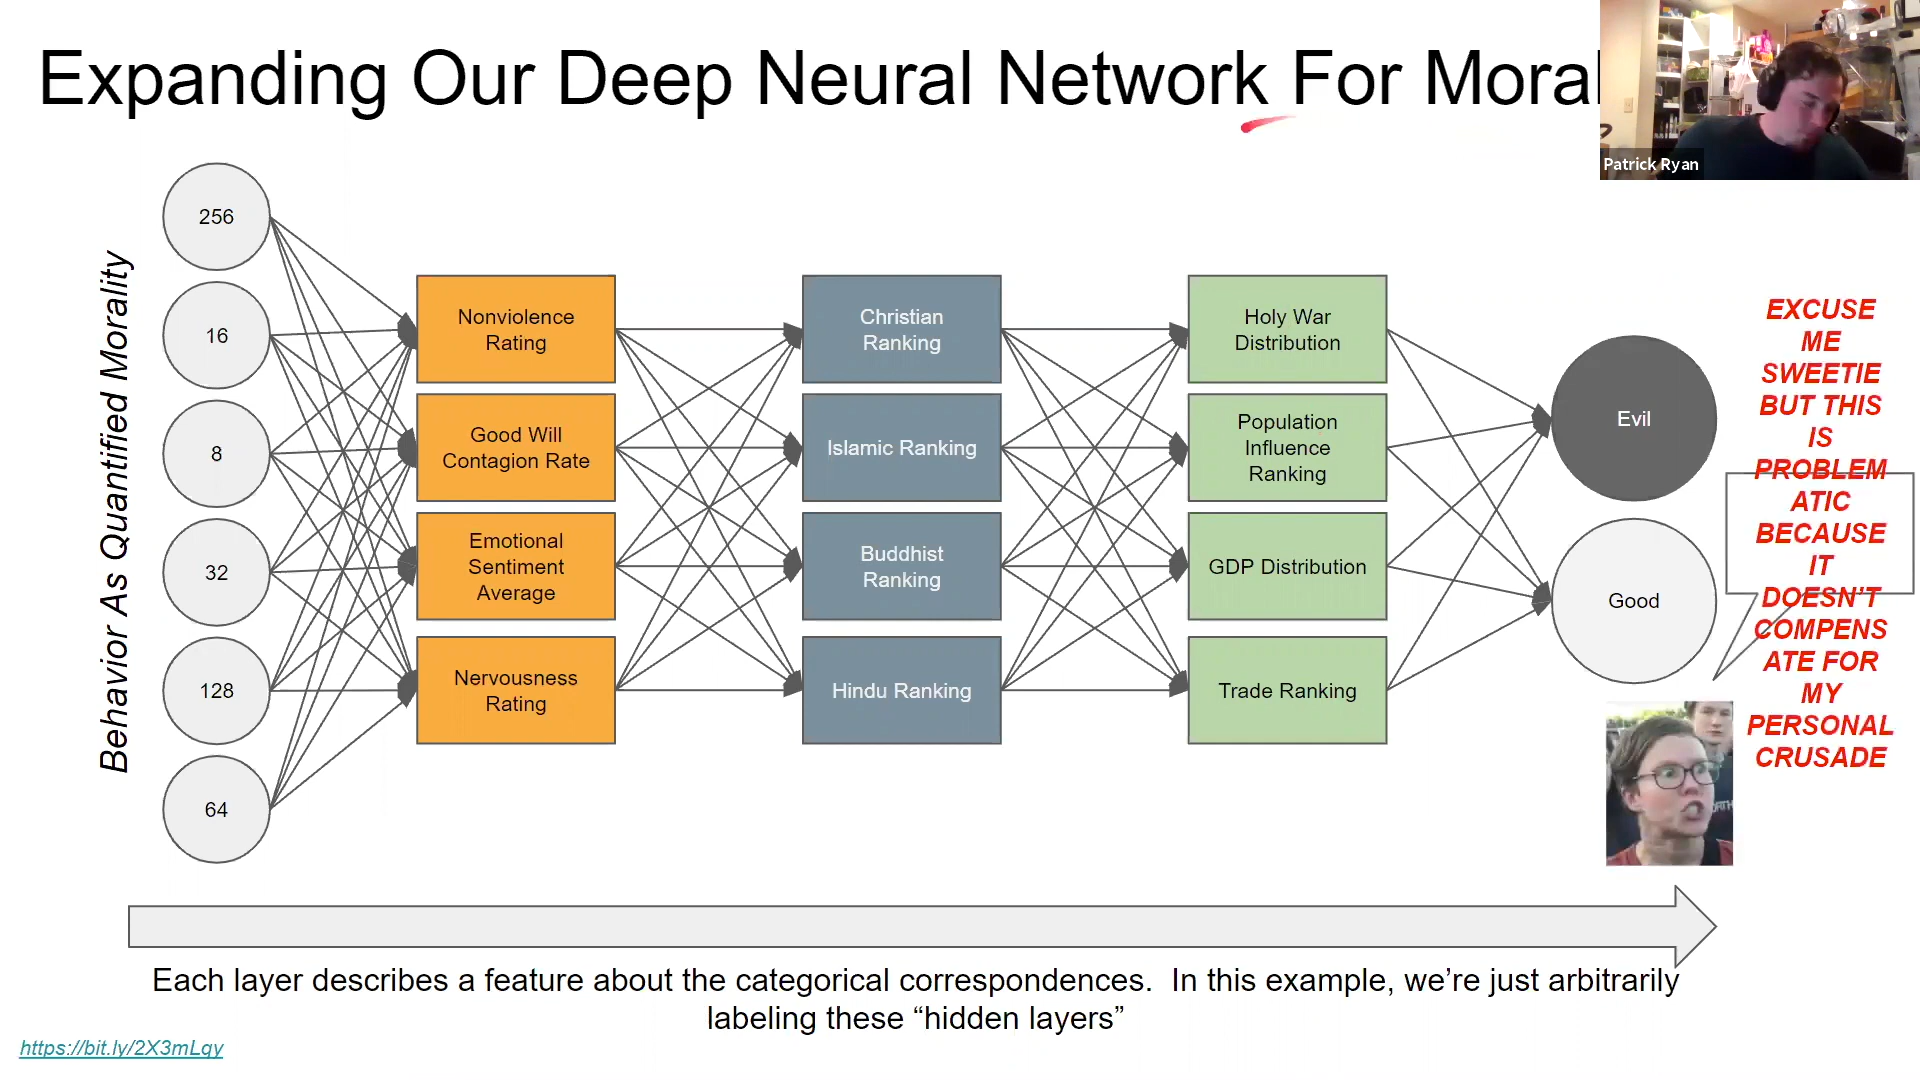 Expanding Our Deep Neural Network For Moral
Patrick Ryan
Behavior As Quantified Morality
256
16
8
32
128
64
Nonviolence
Rating
Good Will
Contagion Rate
Emotional
Sentiment
Average
Nervousness
Rating
Christian
Ranking
Islamic Ranking
Buddhist
Ranking
Hindu Ranking
Holy War
Distribution
Population
Influence
Ranking
GDP Distribution
Trade Ranking
Evil
Good
EXCUSE
ME
SWEETIE
BUT THIS
IS
PROBLEM
ATIC
BECAUSE
IT
DOESN'T
COMPENS
ATE FOR
MY
PERSONAL
CRUSADE
Each layer describes a feature about the categorical correspondences.  In this example, we’re just arbitrarily
labeling these “hidden layers”
https://bit.ly/2X3mLqy